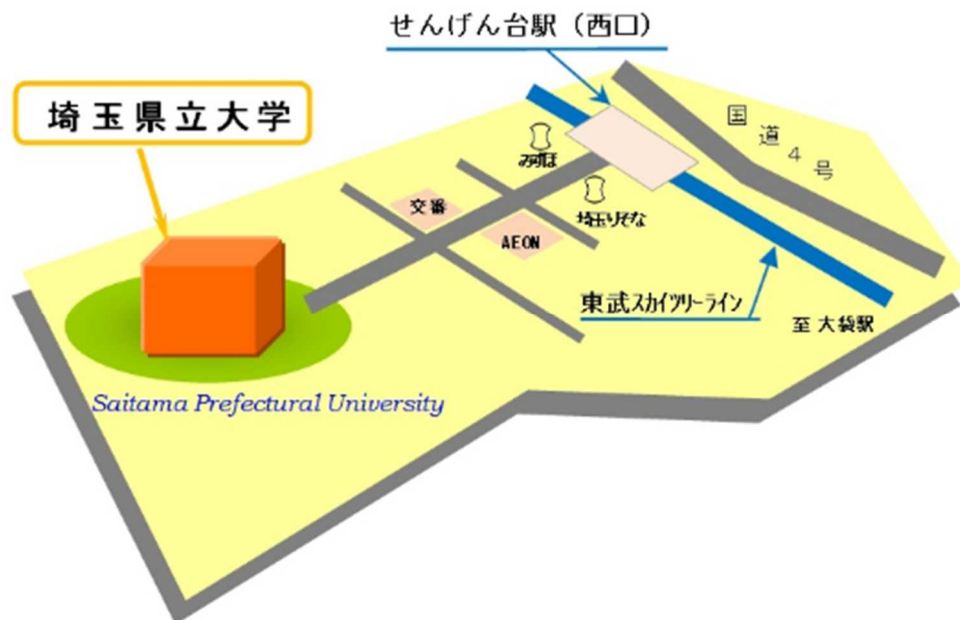 せんげん台駅（西口）
埼玉県立大学
国道４号
みずほ
交番
埼玉りそな
AEON
東武スカイツリーライン
至 大袋駅
Saitama Prefectural University